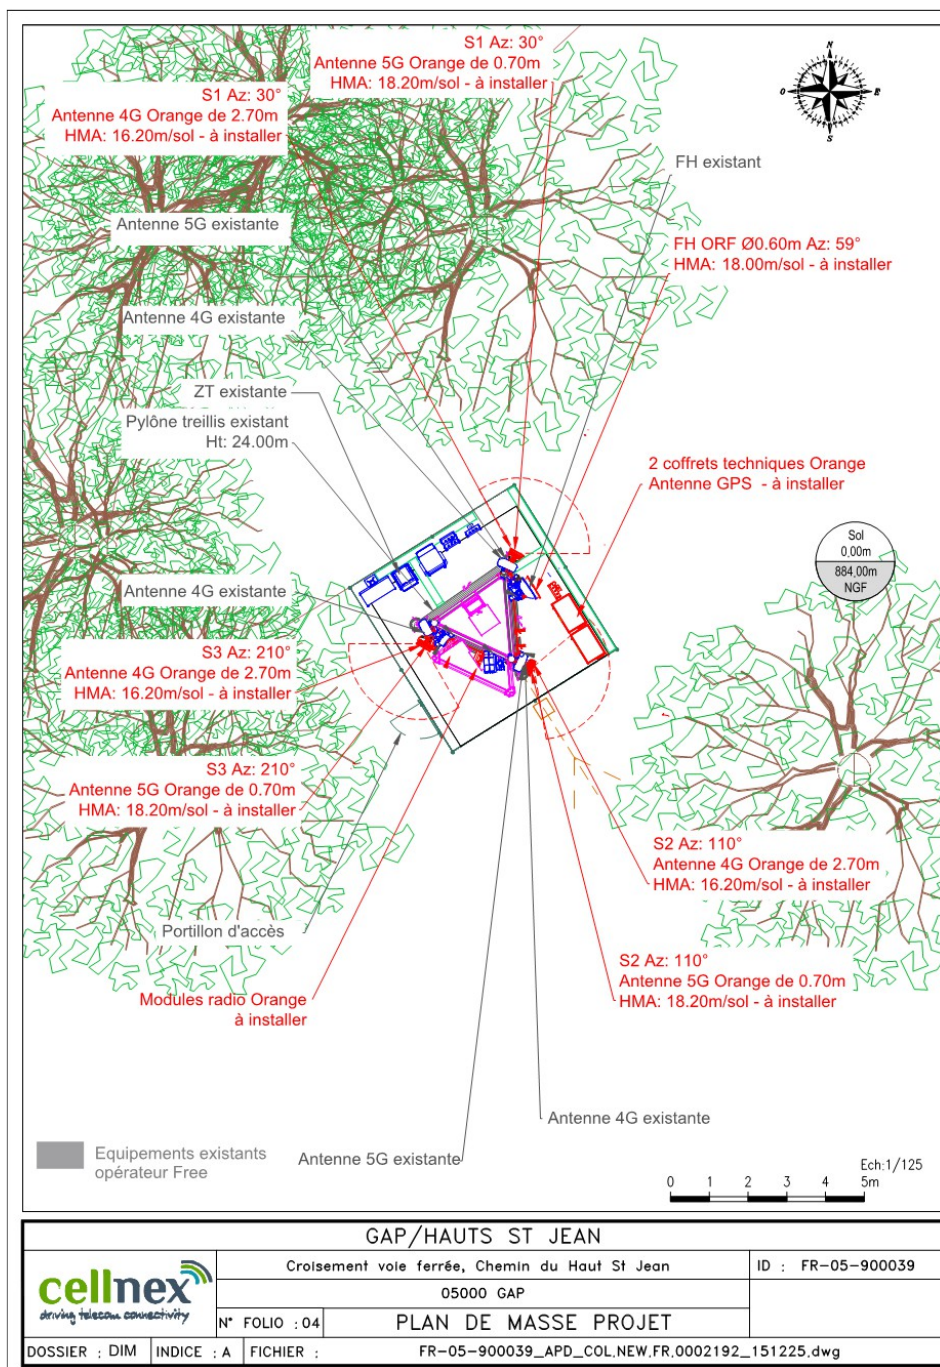 S1 Az: 30°
Antenne 5G Orange de 0.70m
HMA: 18.20m/sol - à installer
S1 Az: 30°
Antenne 4G Orange de 2.70m
HMA: 16.20m/sol - à installer
N
O
E
S
FH existant
Antenne 5G existante
FH ORF Ø0.60m Az: 59°
HMA: 18.00m/sol - à installer
Antenne 4G existante
ZT existante
Pylône treillis existant
Ht: 24.00m
2 coffrets techniques Orange
Antenne GPS - à installer
Sol
0,00m
884,00m
NGF
Antenne 4G existante
S3 Az: 210°
Antenne 4G Orange de 2.70m
HMA: 16.20m/sol - à installer
S3 Az: 210°
Antenne 5G Orange de 0.70m
HMA: 18.20m/sol - à installer
S2 Az: 110°
Antenne 4G Orange de 2.70m
HMA: 16.20m/sol - à installer
Portillon d'accès
S2 Az: 110°
Antenne 5G Orange de 0.70m
HMA: 18.20m/sol - à installer
Modules radio Orange
à installer
Antenne 4G existante
Antenne 5G existante
Equipements existants
opérateur Free
Ech:1/125
0 1 2 3 4 5m
GAP/HAUTS ST JEAN
cellnex
driving telecom connectivity
Croisement voie ferrée, Chemin du Haut St Jean
ID : FR-05-900039
05000 GAP
N° FOLIO : 04
PLAN DE MASSE PROJET
DOSSIER : DIM
INDICE : A
FICHIER : FR-05-900039_APD_COL.NEW.FR.0002192_151225.dwg